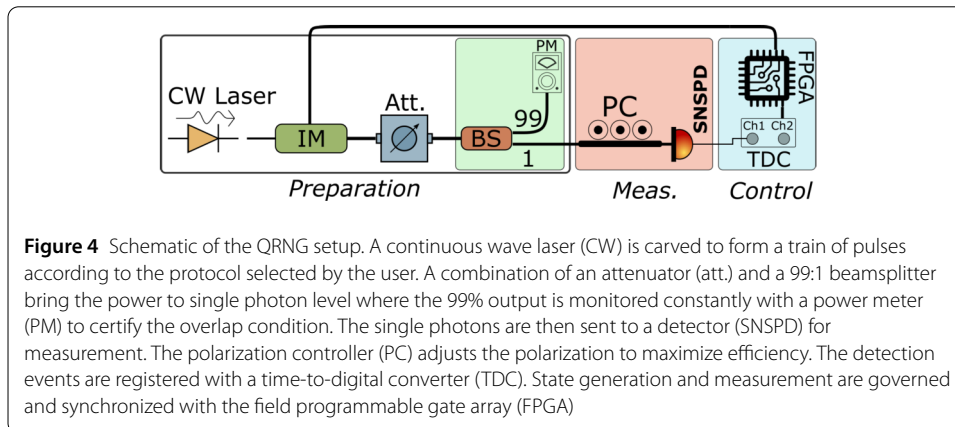 PM
CW Laser
Att.
99
PC
SNSPD
FPGA
IM
BS
1
Ch1 Ch2
TDC
Preparation
Meas.
Control
Figure 4 Schematic of the QRNG setup. A continuous wave laser (CW) is carved to form a train of pulses
according to the protocol selected by the user. A combination of an attenuator (att.) and a 99:1 beamsplitter
bring the power to single photon level where the 99% output is monitored constantly with a power meter
(PM) to certify the overlap condition. The single photons are then sent to a detector (SNSPD) for
measurement. The polarization controller (PC) adjusts the polarization to maximize efficiency. The detection
events are registered with a time-to-digital converter (TDC). State generation and measurement are governed
and synchronized with the field programmable gate array (FPGA)